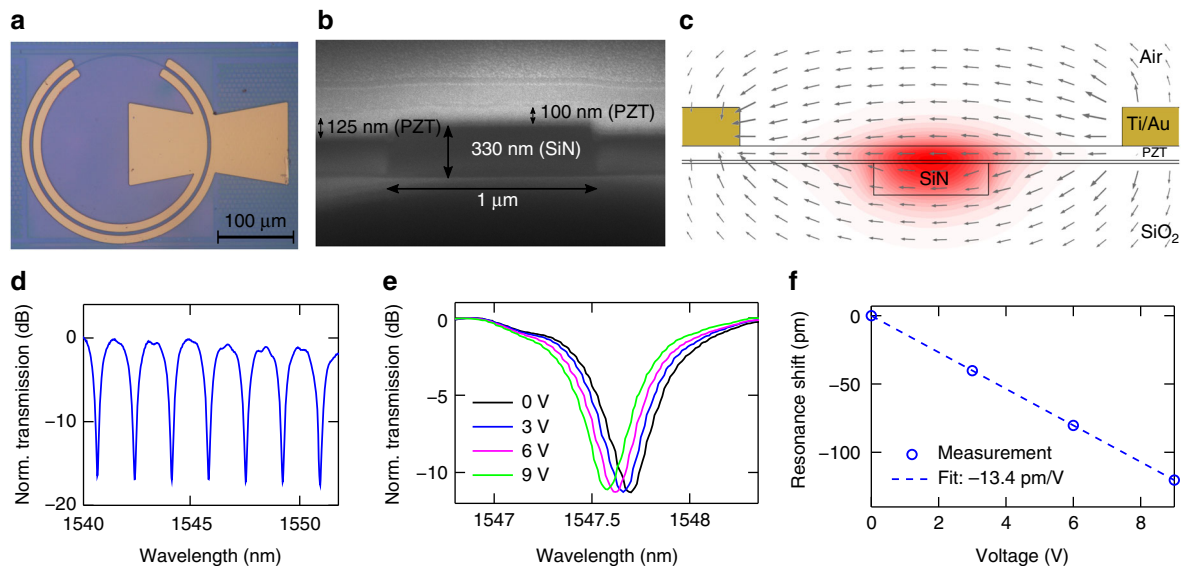 a
100 μm
b
125 nm (PZT)
100 nm (PZT)
330 nm (SiN)
1 μm
c
Air
Ti/Au
PZT
SiN
SiO2
d
Norm. transmission (dB)
0
−10
−20
1540
1545
1550
Wavelength (nm)
e
Norm. transmission (dB)
0
−5
−10
0 V
3 V
6 V
9 V
1547
1547.5
1548
Wavelength (nm)
f
Resonance shift (pm)
0
−50
−100
Measurement
Fit: −13.4 pm/V
0
2
4
6
8
Voltage (V)